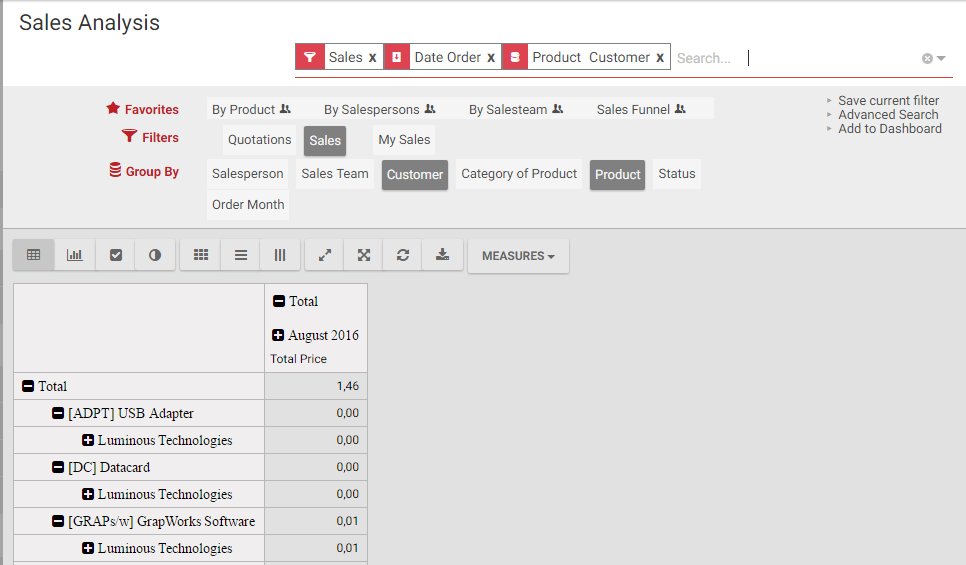 Sales Analysis
Sales x Date Order x Product Customer x Search...
Favorites By Product By Salespersons By Salesteam Sales Funnel
Save current filter
Advanced Search
Add to Dashboard
Filters Quotations Sales My Sales
Group By Salesperson Sales Team Customer Category of Product Product Status
Order Month
MEASURES
Total
August 2016
Total Price
Total 1,46
[ADPT] USB Adapter 0,00
Luminous Technologies 0,00
[DC] Datacard 0,00
Luminous Technologies 0,00
[GRAPs/w] GrapWorks Software 0,01
Luminous Technologies 0,01